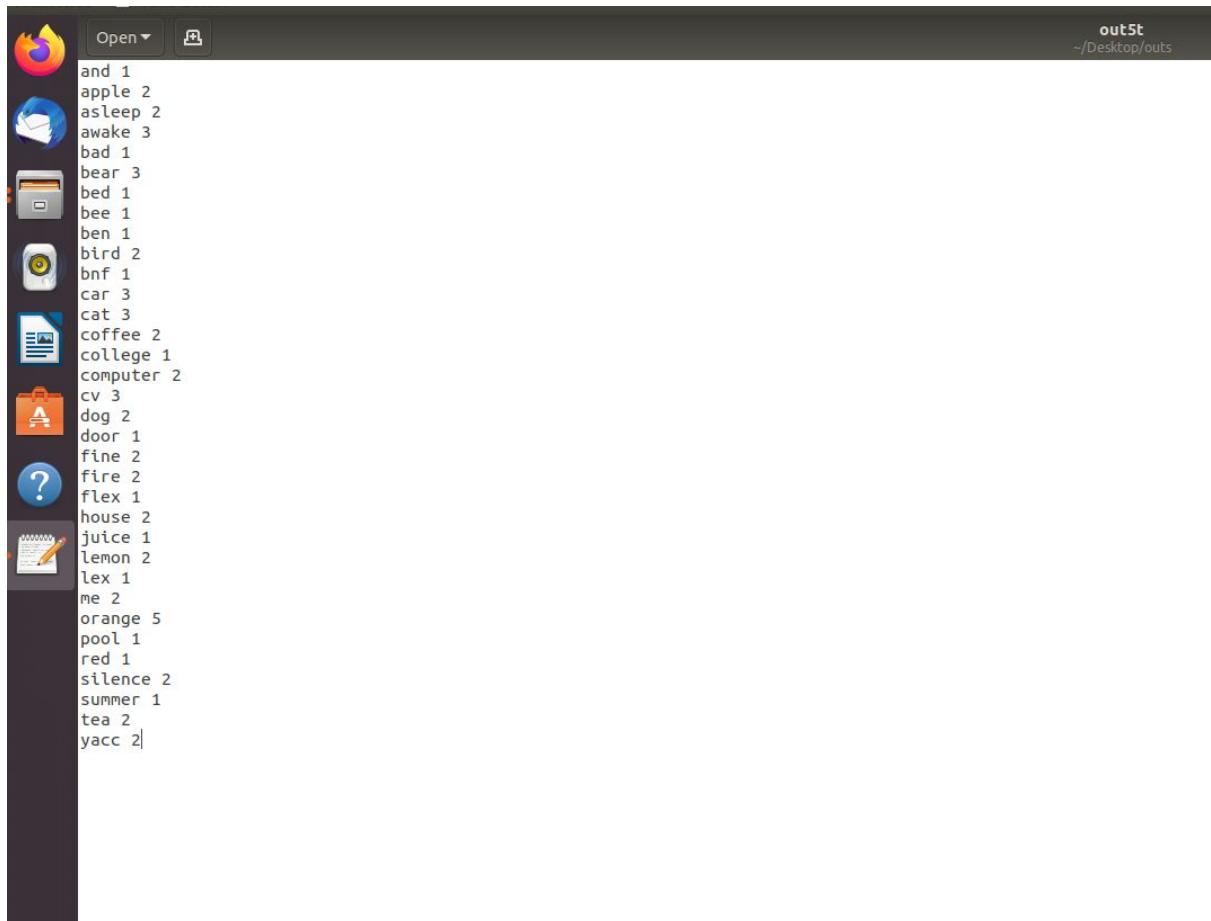 Open
out5t
~/Desktop/outs
and 1
apple 2
asleep 2
awake 3
bad 1
bear 3
bed 1
bee 1
ben 1
bird 2
bnf 1
car 3
cat 3
coffee 2
college 1
computer 2
cv 3
dog 2
door 1
fine 2
fire 2
flex 1
house 2
juice 1
lemon 2
lex 1
me 2
orange 5
pool 1
red 1
silence 2
summer 1
tea 2
yacc 2